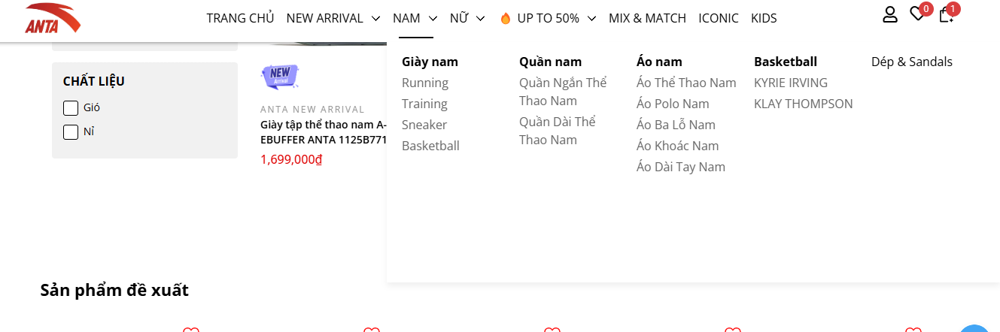 ANTA
TRANG CHỦ NEW ARRIVAL NAM NỮ UP TO 50% MIX & MATCH ICONIC KIDS 0 1
CHẤT LIỆU
Gió
Nỉ
NEW
Arrival
ANTA NEW ARRIVAL
Giày tập thể thao nam A-
EBUFFER ANTA 1125B771
1,699,000₫
Giày nam
Running
Training
Sneaker
Basketball
Quần nam
Quần Ngắn Thể
Thao Nam
Quần Dài Thể
Thao Nam
Áo nam
Áo Thể Thao Nam
Áo Polo Nam
Áo Ba Lỗ Nam
Áo Khoác Nam
Áo Dài Tay Nam
Basketball
KYRIE IRVING
KLAY THOMPSON
Dép & Sandals
Sản phẩm đề xuất